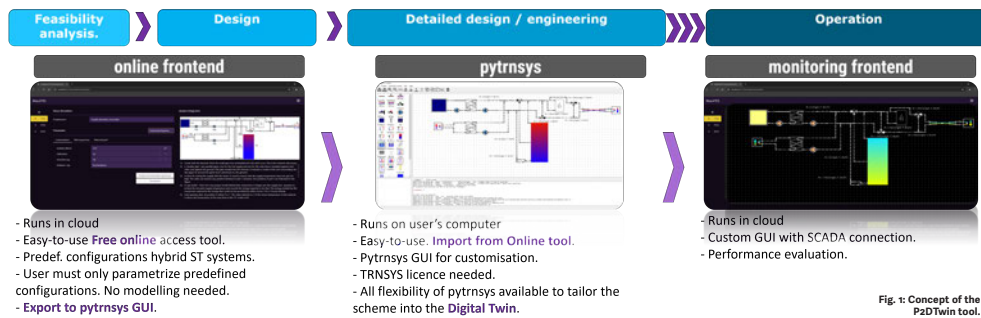 Feasibility
analysis.
Design
Detailed design / engineering
Operation
online frontend
pytrnsys
monitoring frontend
- Runs in cloud
- Easy-to-use Free online access tool.
- Predef. configurations hybrid ST systems.
- User must only parametrize predefined
configurations. No modelling needed.
- Export to pytrnsys GUI.
- Runs on user's computer
- Easy-to-use. Import from Online tool.
- Pytrnsys GUI for customisation.
- TRNSYS licence needed.
- All flexibility of pytrnsys available to tailor the
scheme into the Digital Twin.
- Runs in cloud
- Custom GUI with SCADA connection.
- Performance evaluation.
Fig. 1: Concept of the
P2DTwin tool.